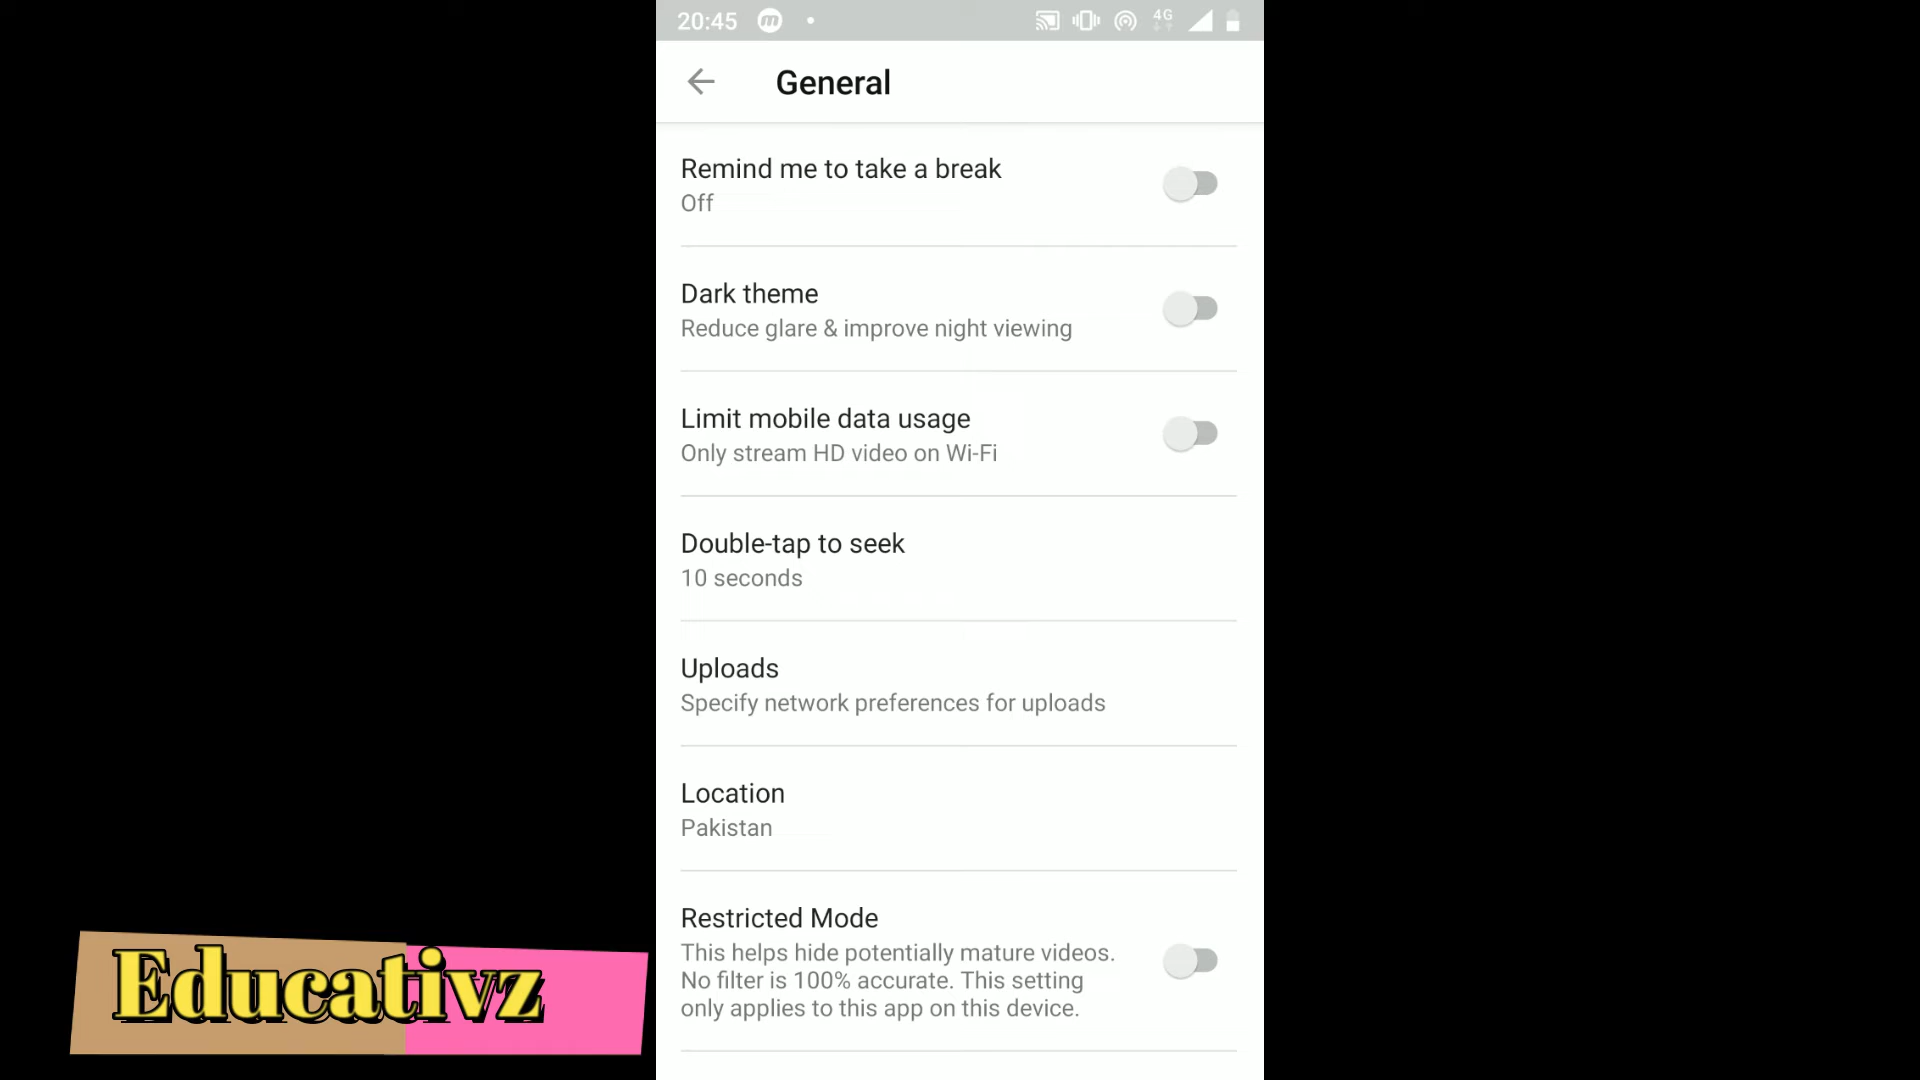 20:45
4G
General
Remind me to take a break
Off
Dark theme
Reduce glare & improve night viewing
Limit mobile data usage
Only stream HD video on Wi-Fi
Double-tap to seek
10 seconds
Uploads
Specify network preferences for uploads
Location
Pakistan
Restricted Mode
This helps hide potentially mature videos.
No filter is 100% accurate. This setting
only applies to this app on this device.
Educativz